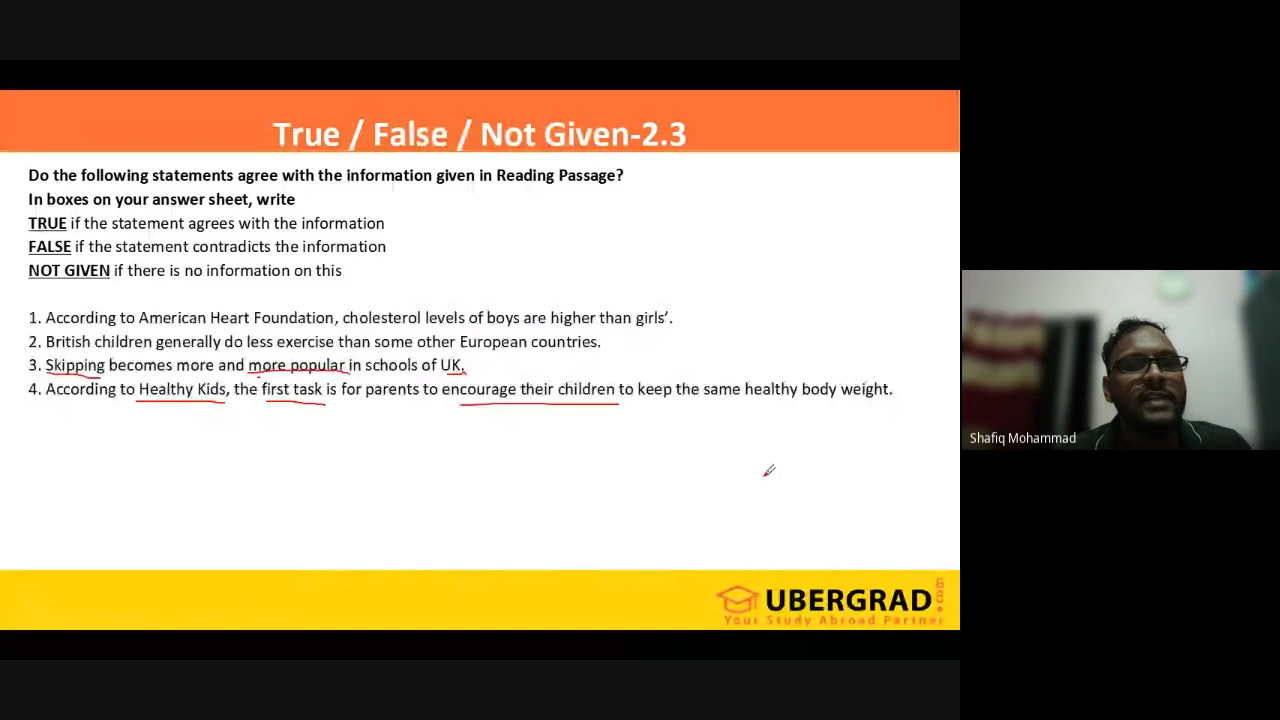 True / False / Not Given-2.3
Do the following statements agree with the information given in Reading Passage?
In boxes on your answer sheet, write
TRUE if the statement agrees with the information
FALSE if the statement contradicts the information
NOT GIVEN if there is no information on this
1. According to American Heart Foundation, cholesterol levels of boys are higher than girls’.
2. British children generally do less exercise than some other European countries.
3. Skipping becomes more and more popular in schools of UK.
4. According to Healthy Kids, the first task is for parents to encourage their children to keep the same healthy body weight.
Shafiq Mohammad
UBERGRAD
Your Study Abroad Partner